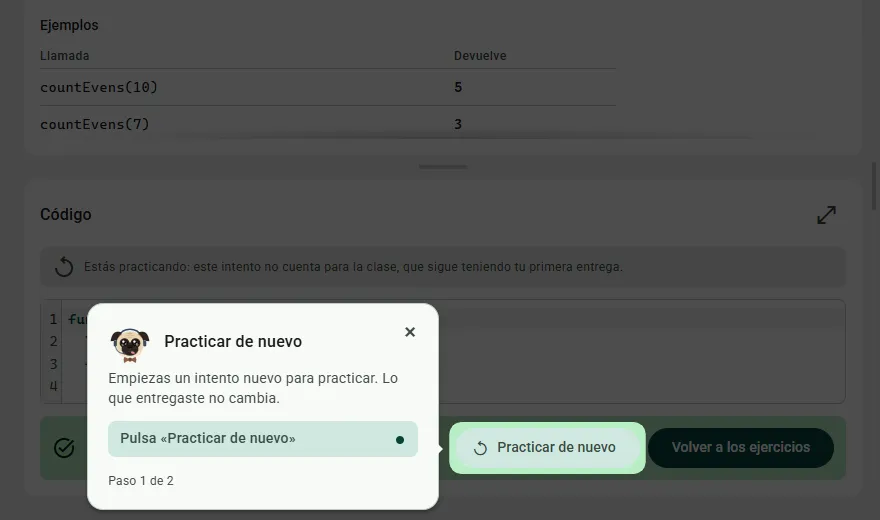 Ejemplos
Llamada Devuelve
countEvens(10) 5
countEvens(7) 3
Código
Estás practicando: este intento no cuenta para la clase, que sigue teniendo tu primera entrega.
1 fu
2
3
4
Practicar de nuevo
Empiezas un intento nuevo para practicar. Lo
que entregaste no cambia.
Pulsa «Practicar de nuevo»
Paso 1 de 2
Practicar de nuevo
Volver a los ejercicios